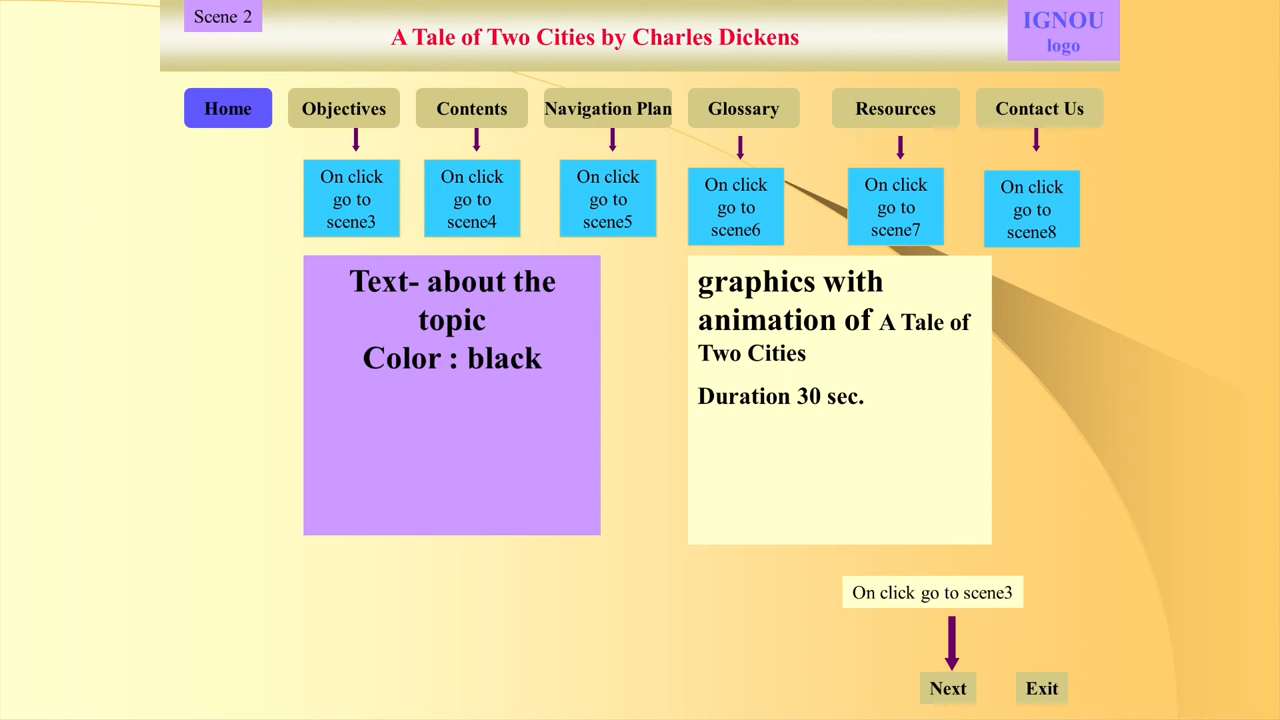 Scene 2
A Tale of Two Cities by Charles Dickens
IGNOU
logo
Home
Objectives
Contents
Navigation Plan
Glossary
Resources
Contact Us
On click
go to
scene3
On click
go to
scene4
On click
go to
scene5
On click
go to
scene6
On click
go to
scene7
On click
go to
scene8
Text- about the
topic
Color : black
graphics with
animation of A Tale of
Two Cities
Duration 30 sec.
On click go to scene3
Next
Exit